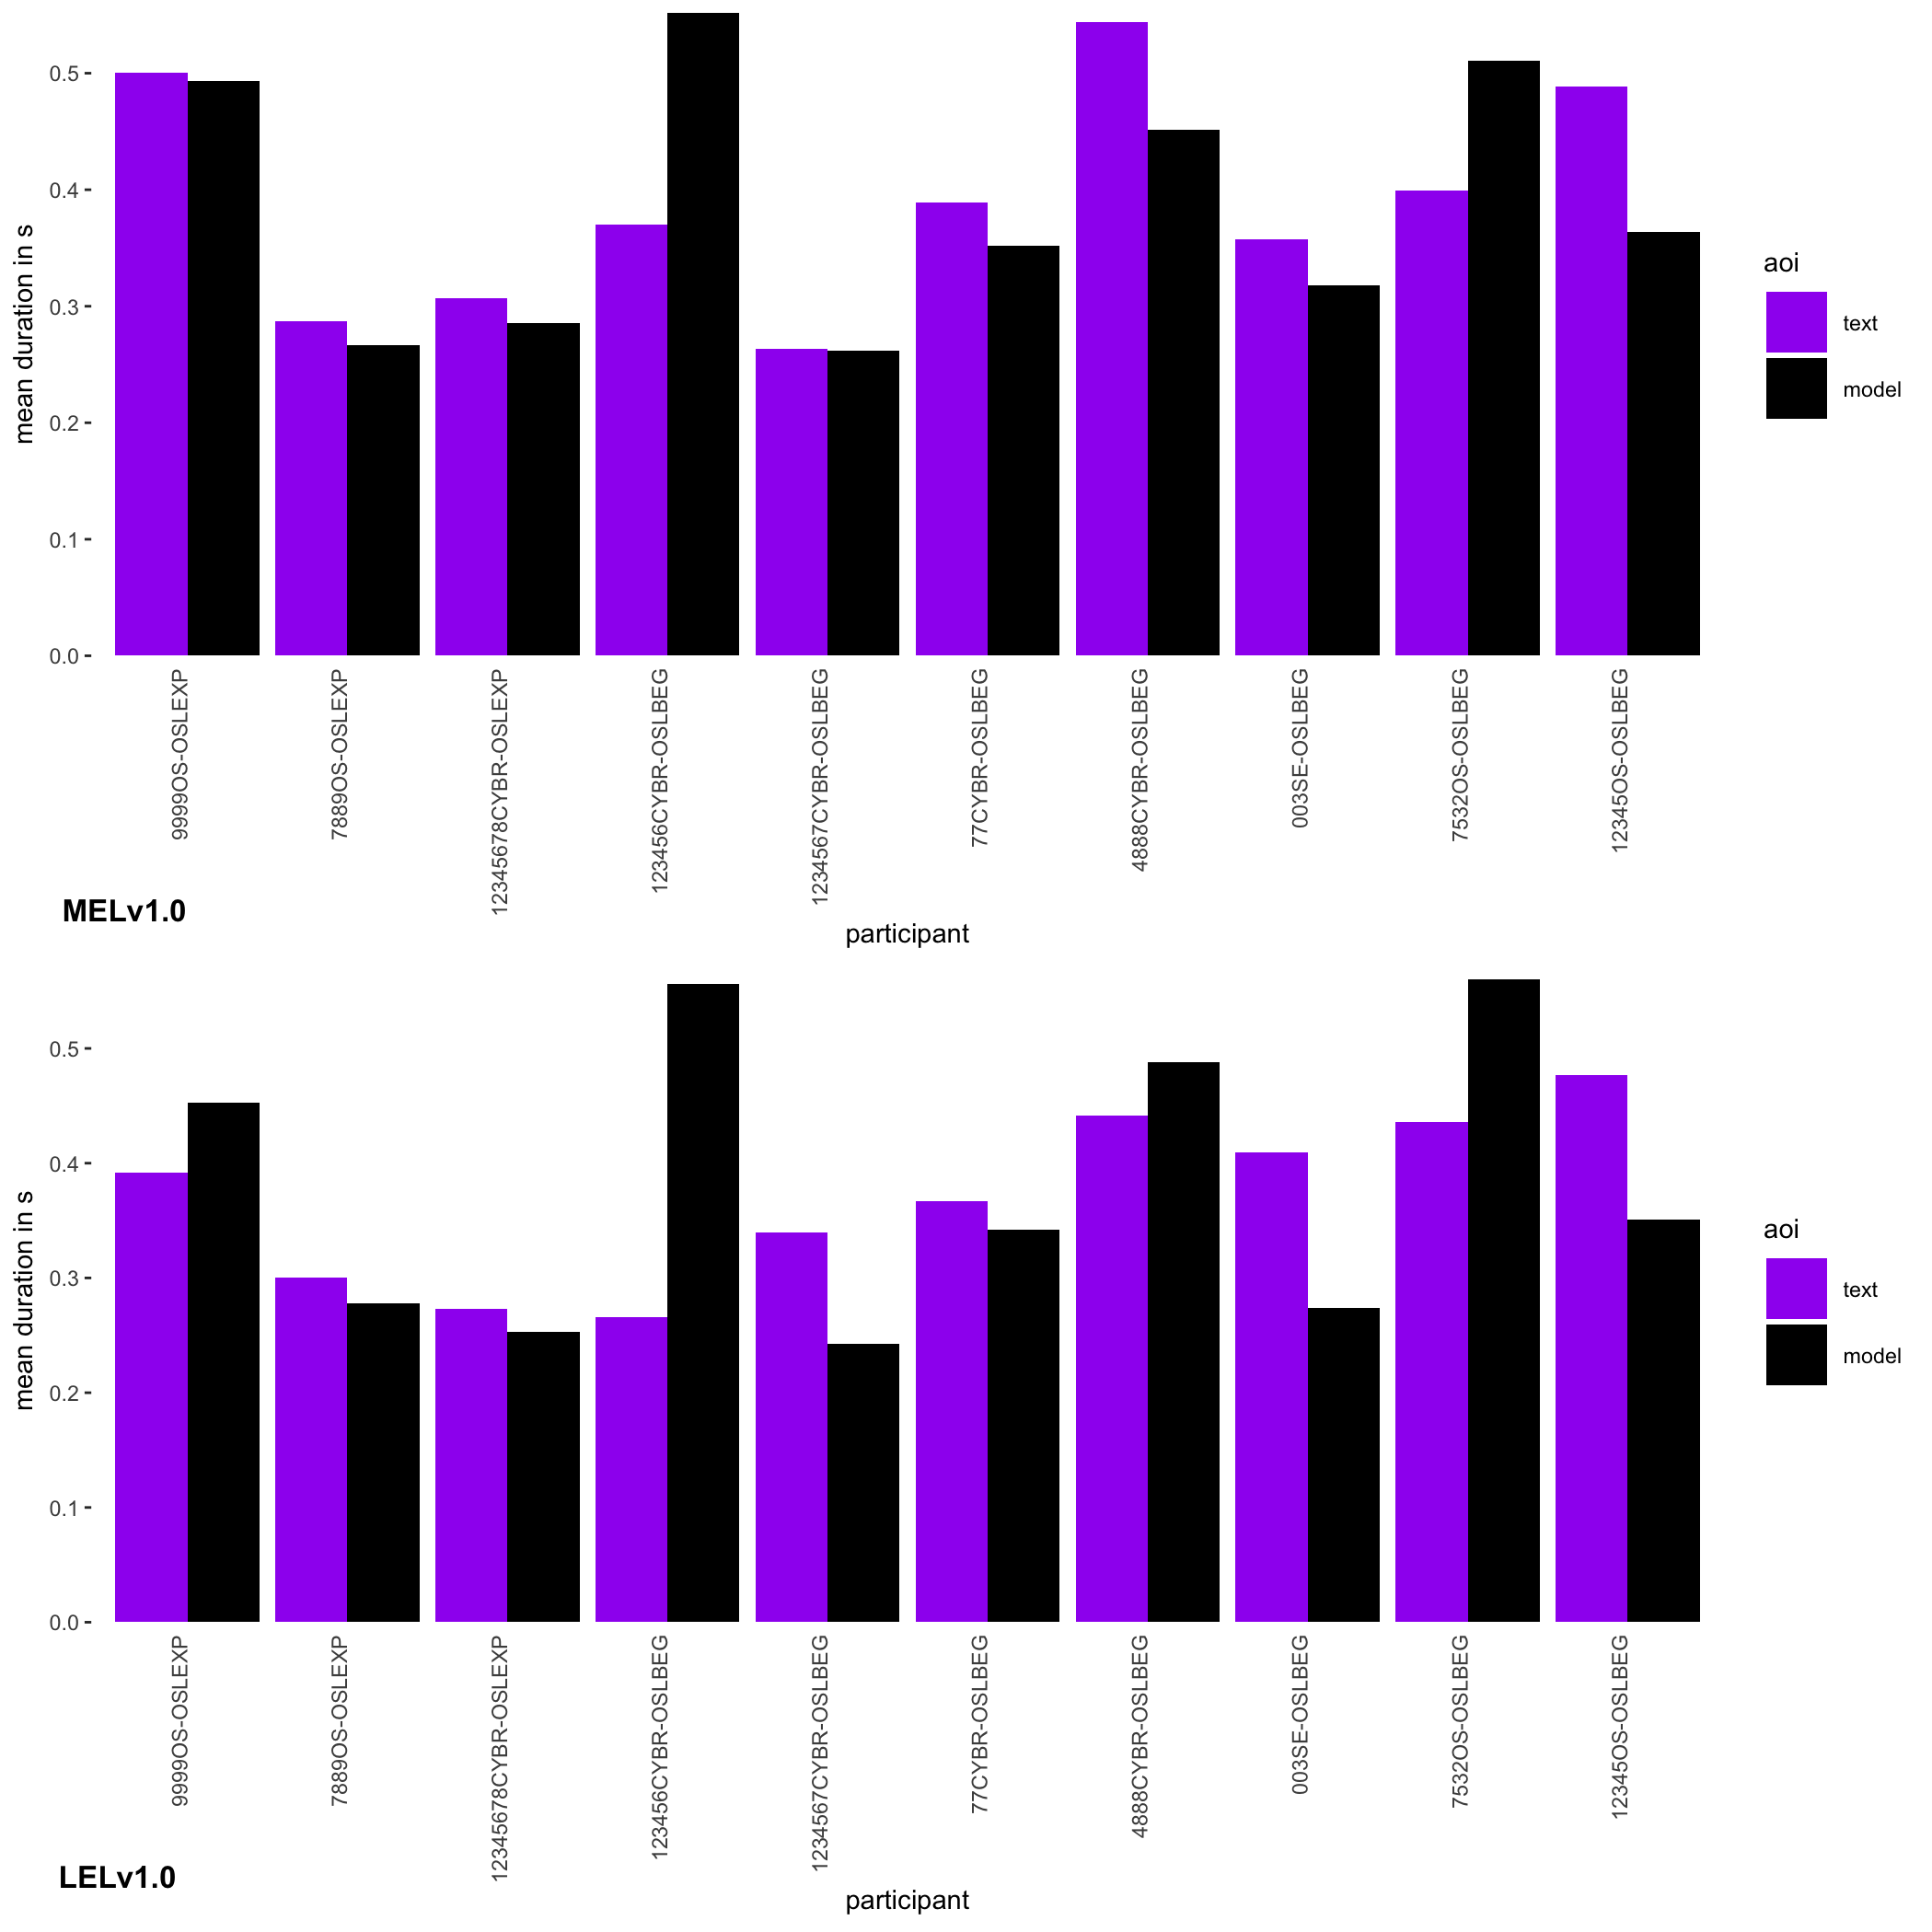 0.5
0.4
0.3
0.2
0.1
0.0
mean duration in s
9999OS-OSLEXP
7889OS-OSLEXP
12345678CYBR-OSLEXP
123456CYBR-OSLBEG
1234567CYBR-OSLBEG
77CYBR-OSLBEG
4888CYBR-OSLBEG
003SE-OSLBEG
7532OS-OSLBEG
12345OS-OSLBEG
participant
aoi
text
model
MELv1.0
0.5
0.4
0.3
0.2
0.1
0.0
mean duration in s
9999OS-OSLEXP
7889OS-OSLEXP
12345678CYBR-OSLEXP
123456CYBR-OSLBEG
1234567CYBR-OSLBEG
77CYBR-OSLBEG
4888CYBR-OSLBEG
003SE-OSLBEG
7532OS-OSLBEG
12345OS-OSLBEG
participant
aoi
text
model
LELv1.0